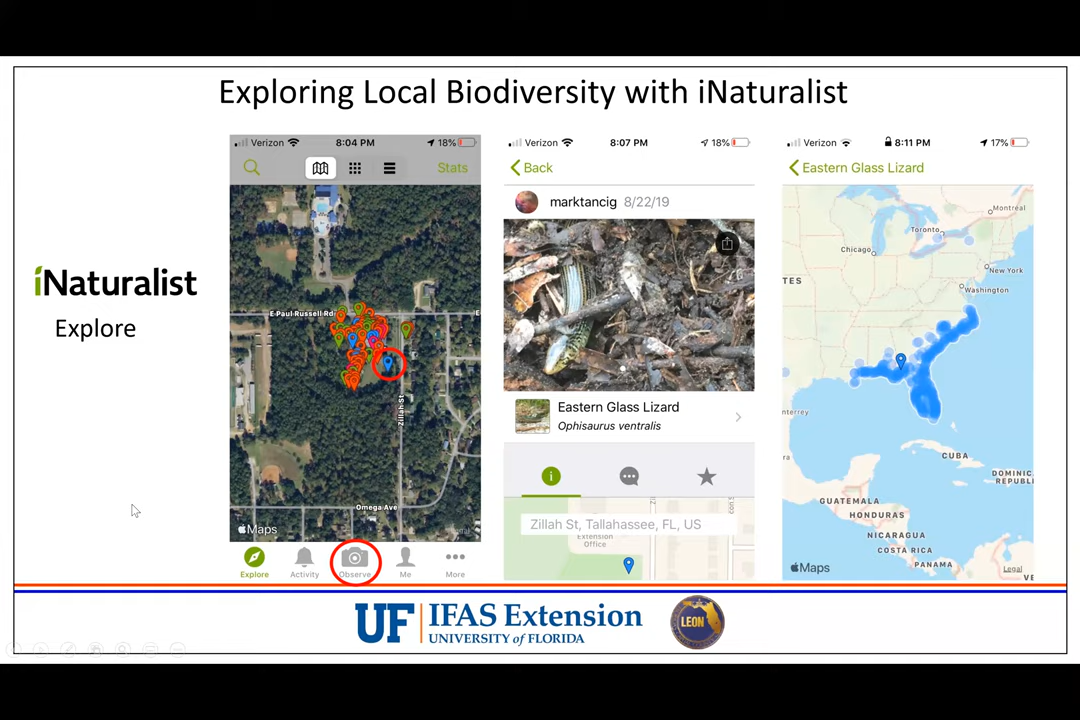 Exploring Local Biodiversity with iNaturalist
iNaturalist
Explore
Verizon 8:04 PM 18%
Stats
E Paul Russell Rd
E
Zillah St
Omega Ave
Maps
Legal
Explore Activity Observe Me More
Verizon 8:07 PM 18%
Back
marktancig 8/22/19
Eastern Glass Lizard
Ophisaurus ventralis
Zillah St, Tallahassee, FL, US
Extension
Office
Verizon 8:11 PM 17%
Eastern Glass Lizard
Montreal
Toronto
Chicago
New York
TES
Washington
nterrey
CUBA
DOMINIC
REPUBLI
GUATEMALA
HONDURAS
NICARAGUA
COSTA RICA
PANAMA
Maps
Legal
VE
UF IFAS Extension
UNIVERSITY of FLORIDA
LEON